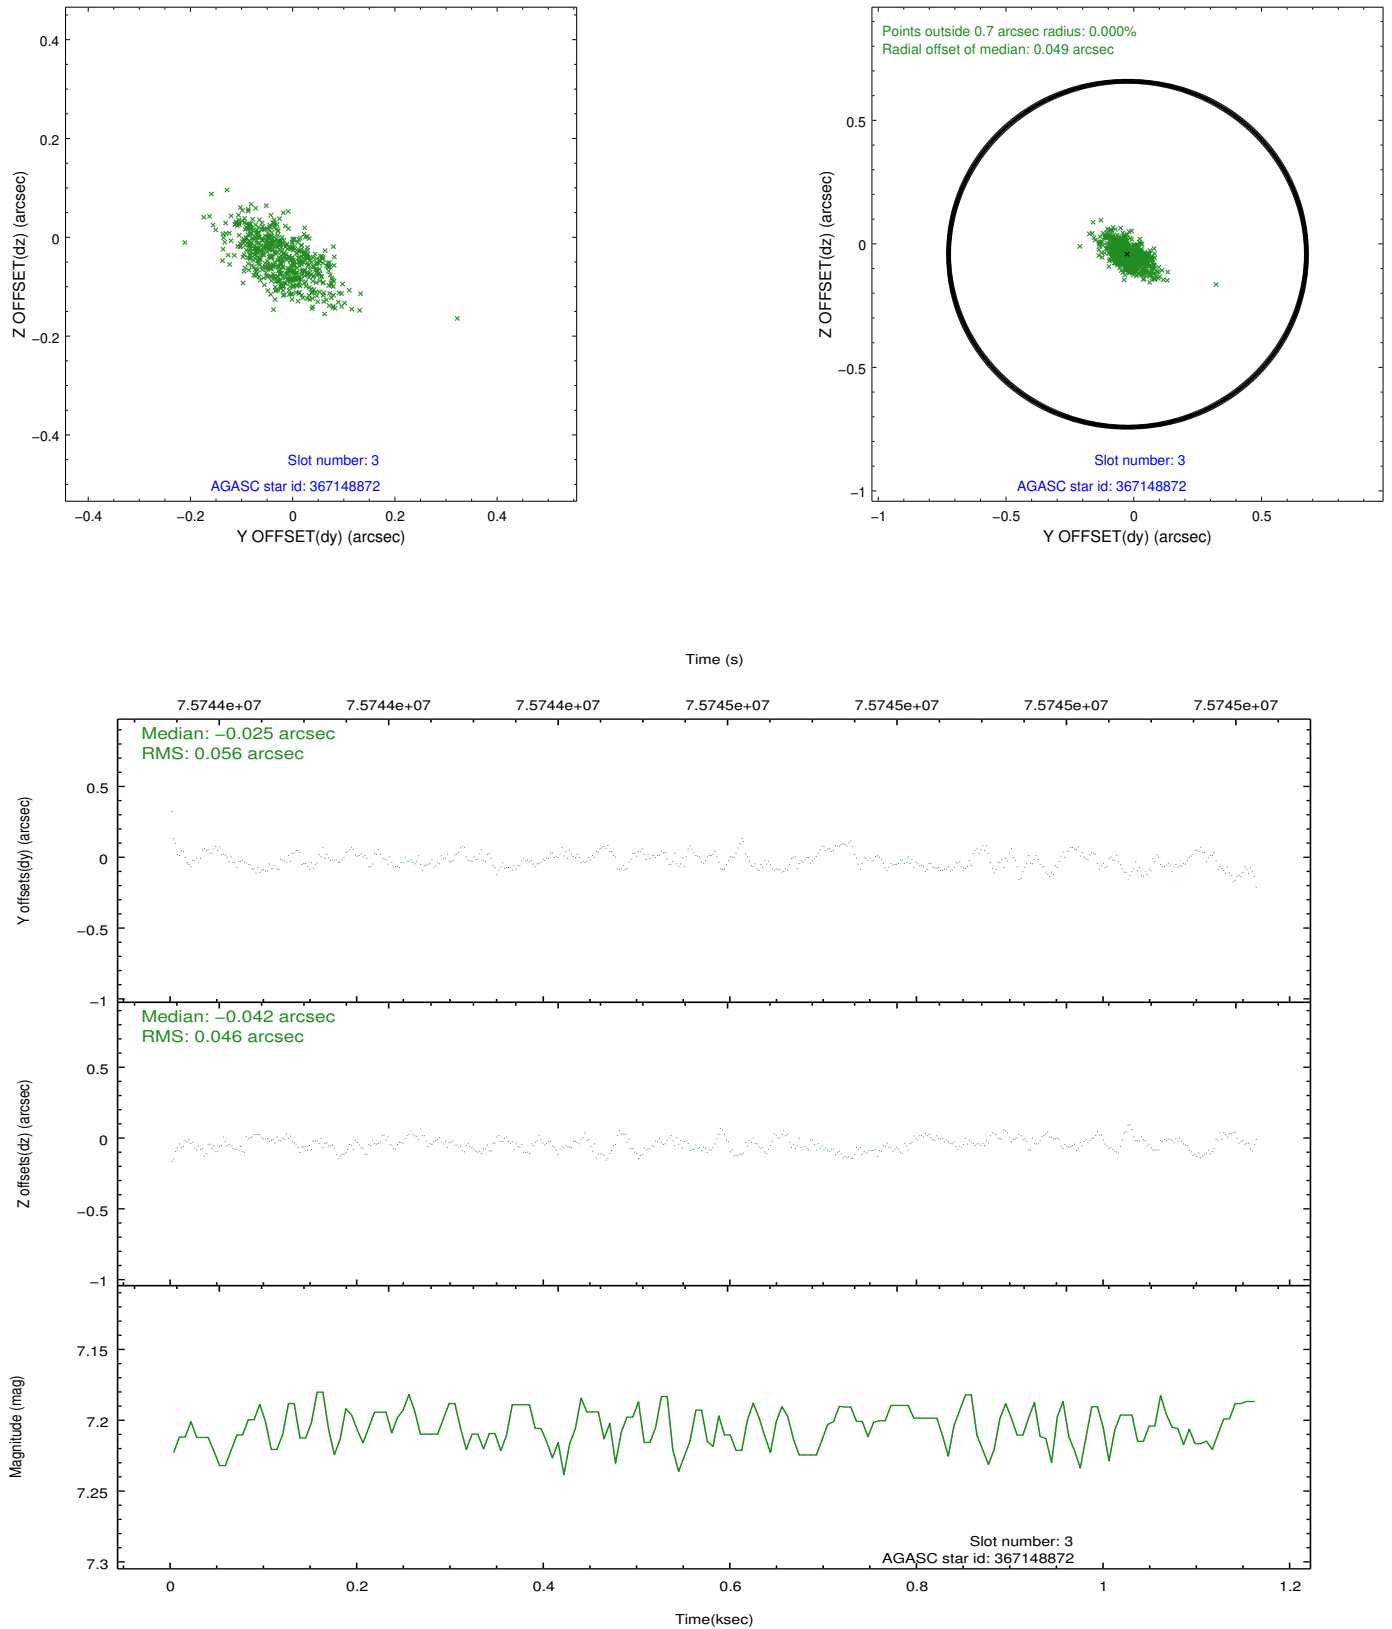 0.4
0.2
0
−0.2
−0.4
Z OFFSET(dz) (arcsec)
Slot number: 3
AGASC star id: 367148872
−0.4
−0.2
0
0.2
0.4
Y OFFSET(dy) (arcsec)
Points outside 0.7 arcsec radius: 0.000%
Radial offset of median: 0.049 arcsec
0.5
0
−0.5
−1
Z OFFSET(dz) (arcsec)
Slot number: 3
AGASC star id: 367148872
−1
−0.5
0
0.5
Y OFFSET(dy) (arcsec)
Time (s)
7.5744e+07
7.5744e+07
7.5744e+07
7.5745e+07
7.5745e+07
7.5745e+07
7.5745e+07
Median: −0.025 arcsec
RMS: 0.056 arcsec
0.5
0
−0.5
−1
Y offsets(dy) (arcsec)
Median: −0.042 arcsec
RMS: 0.046 arcsec
0.5
0
−0.5
−1
Z offsets(dz) (arcsec)
7.15
7.2
7.25
7.3
Magnitude (mag)
Slot number: 3
AGASC star id: 367148872
0
0.2
0.4
0.6
0.8
1
1.2
Time(ksec)